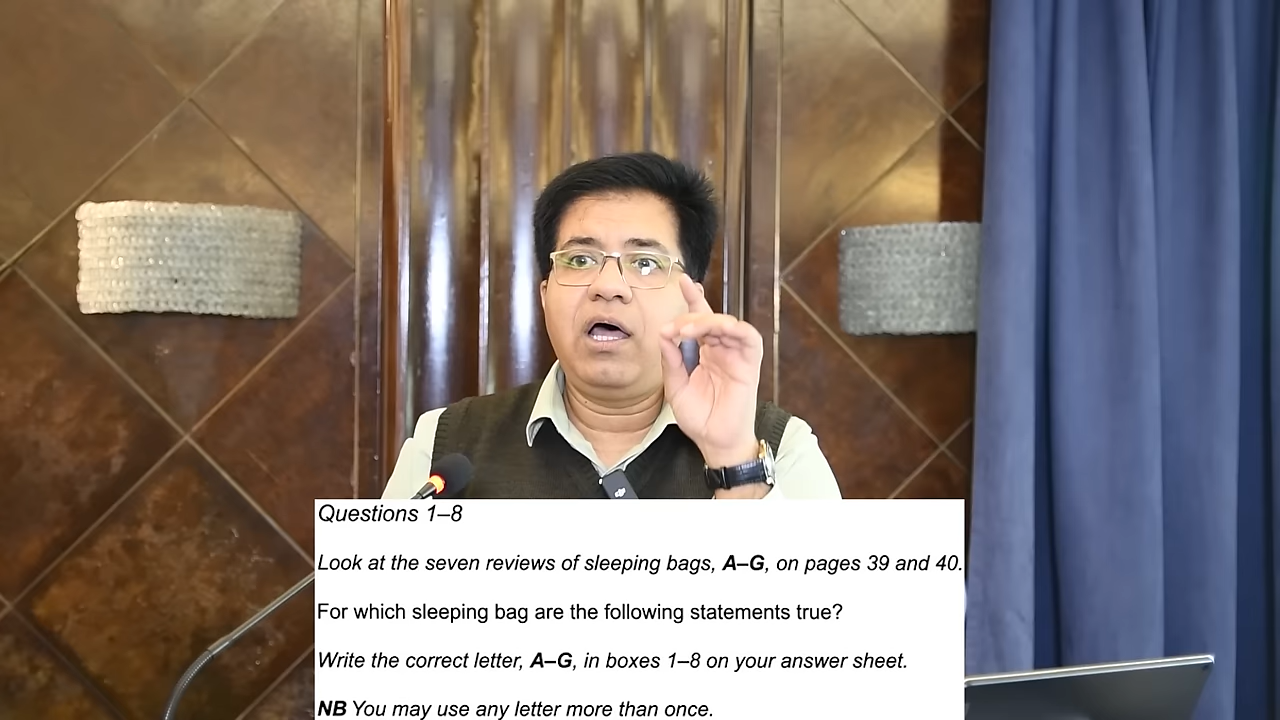 Questions 1–8
Look at the seven reviews of sleeping bags, A–G, on pages 39 and 40.
For which sleeping bag are the following statements true?
Write the correct letter, A–G, in boxes 1–8 on your answer sheet.
NB You may use any letter more than once.